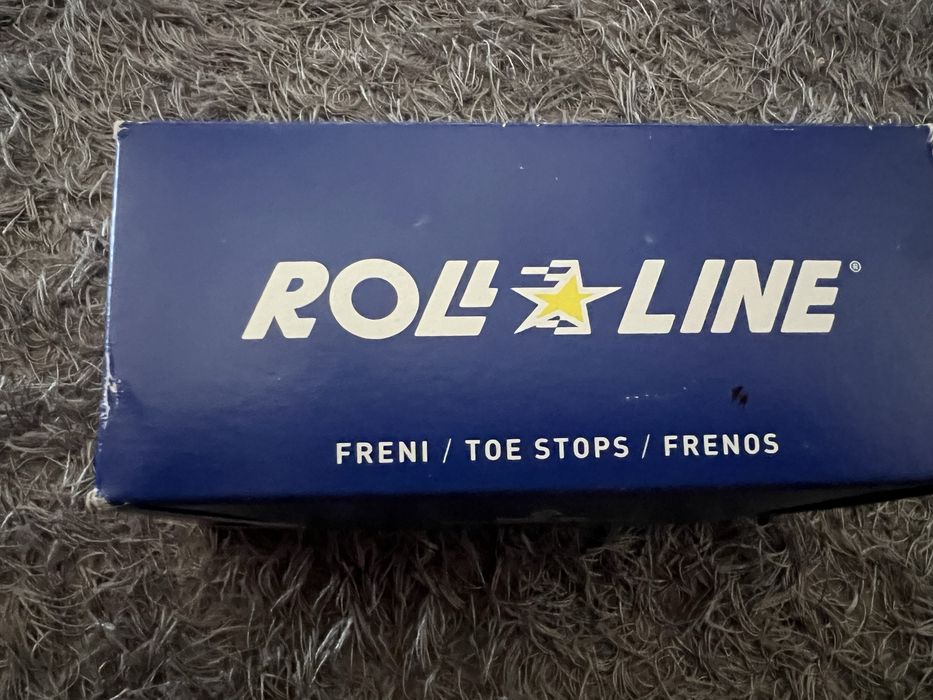 ROLL LINE®
FRENI / TOE STOPS / FRENOS